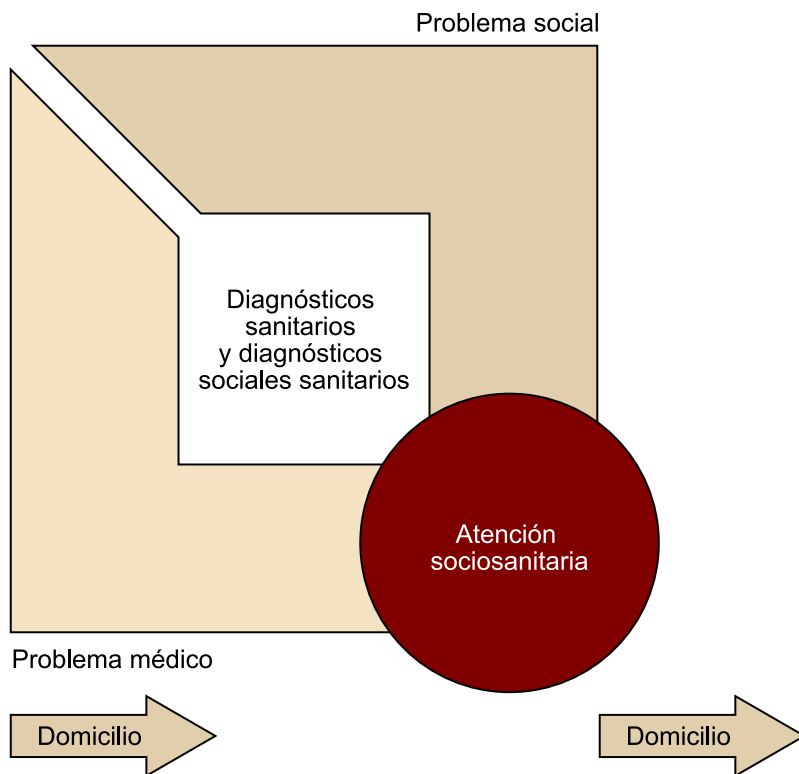 Problema social
Diagnósticos
sanitarios
y diagnósticos
sociales sanitarios
Atención
sociosanitaria
Problema médico
Domicilio
Domicilio